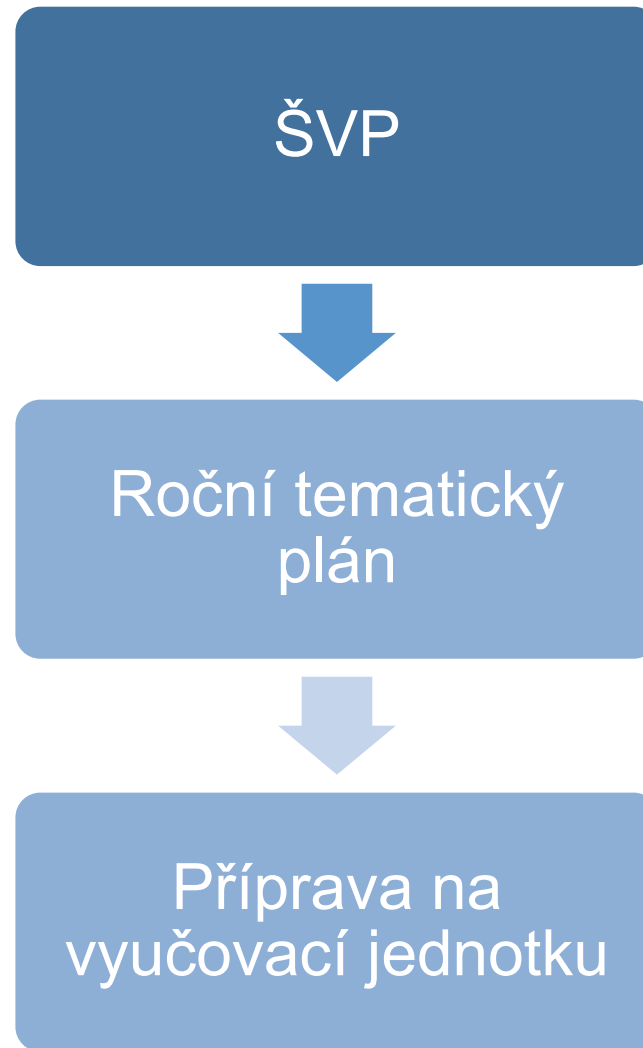 ŠVP
Roční tematický
plán
Příprava na
vyučovací jednotku